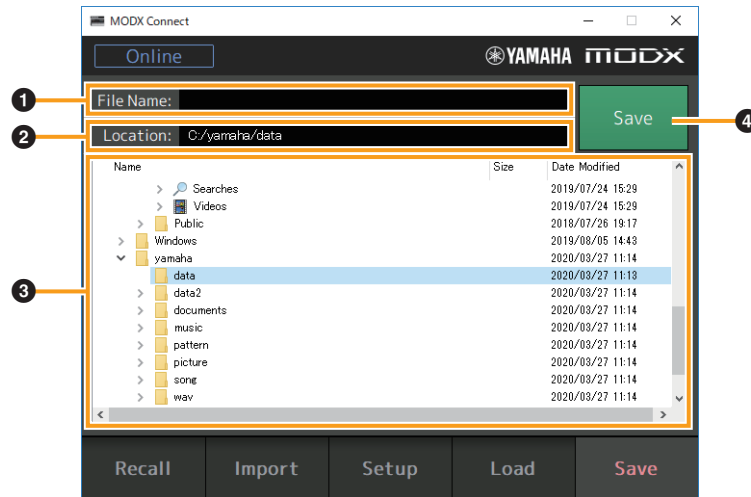 MODX Connect
Online
YAMAHA MODX
1
File Name:
Save
4
2
Location: C:/yamaha/data
Name Size Date Modified
Searches 2019/07/24 15:29
Videos 2019/07/24 15:29
Public 2018/07/26 19:17
Windows 2019/08/05 14:43
yamaha 2020/03/27 11:14
3
data 2020/03/27 11:13
data2 2020/03/27 11:14
documents 2020/03/27 11:14
music 2020/03/27 11:14
pattern 2020/03/27 11:14
picture 2020/03/27 11:14
song 2020/03/27 11:14
wav 2020/03/27 11:14
Recall Import Setup Load Save